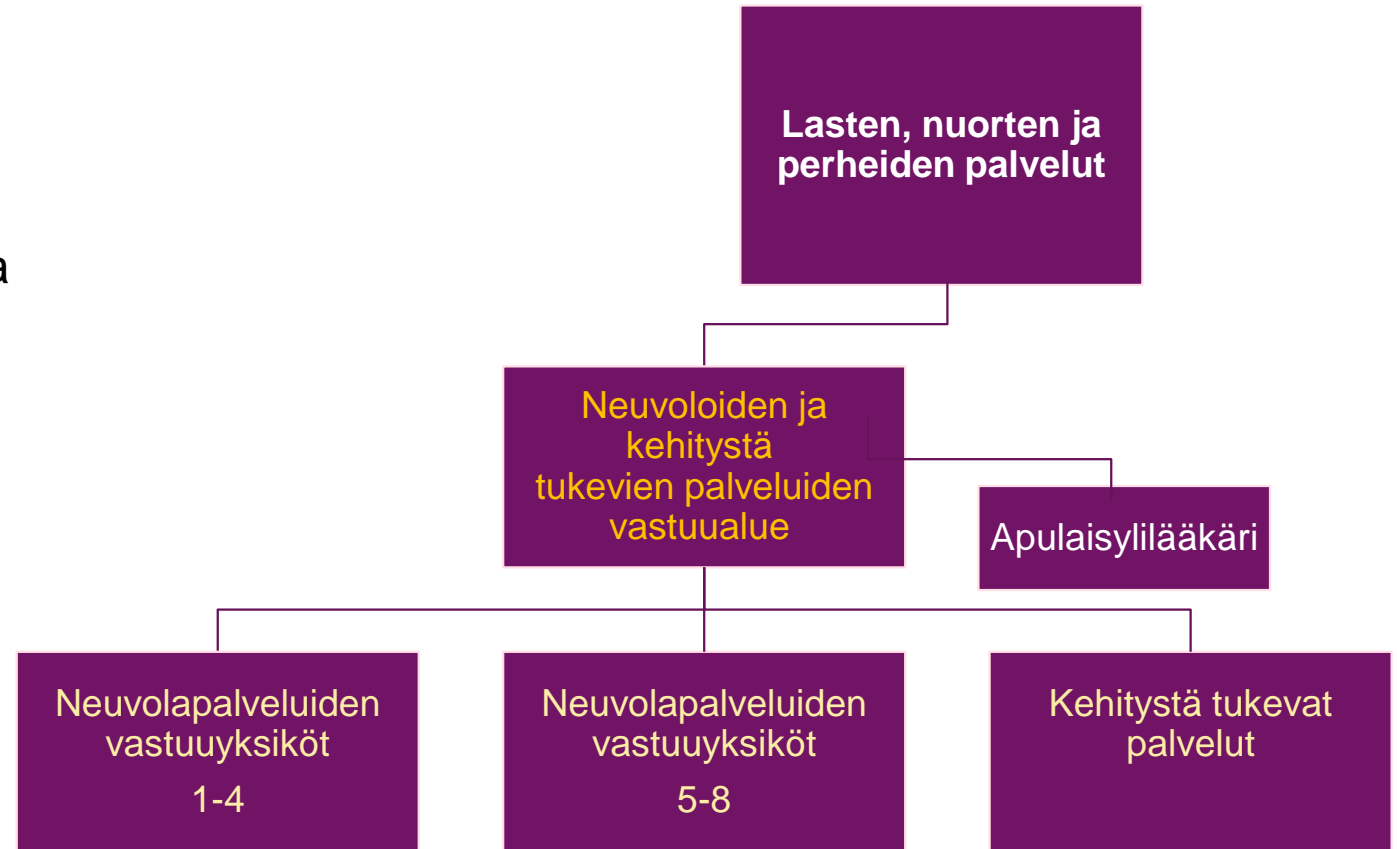 Lasten, nuorten ja
perheiden palvelut
a
Neuvoloiden ja
kehitystä
tukevien palveluiden
vastuualue
Apulaisylilääkäri
Neuvolapalveluiden
vastuuyksiköt
1-4
Neuvolapalveluiden
vastuuyksiköt
5-8
Kehitystä tukevat
palvelut